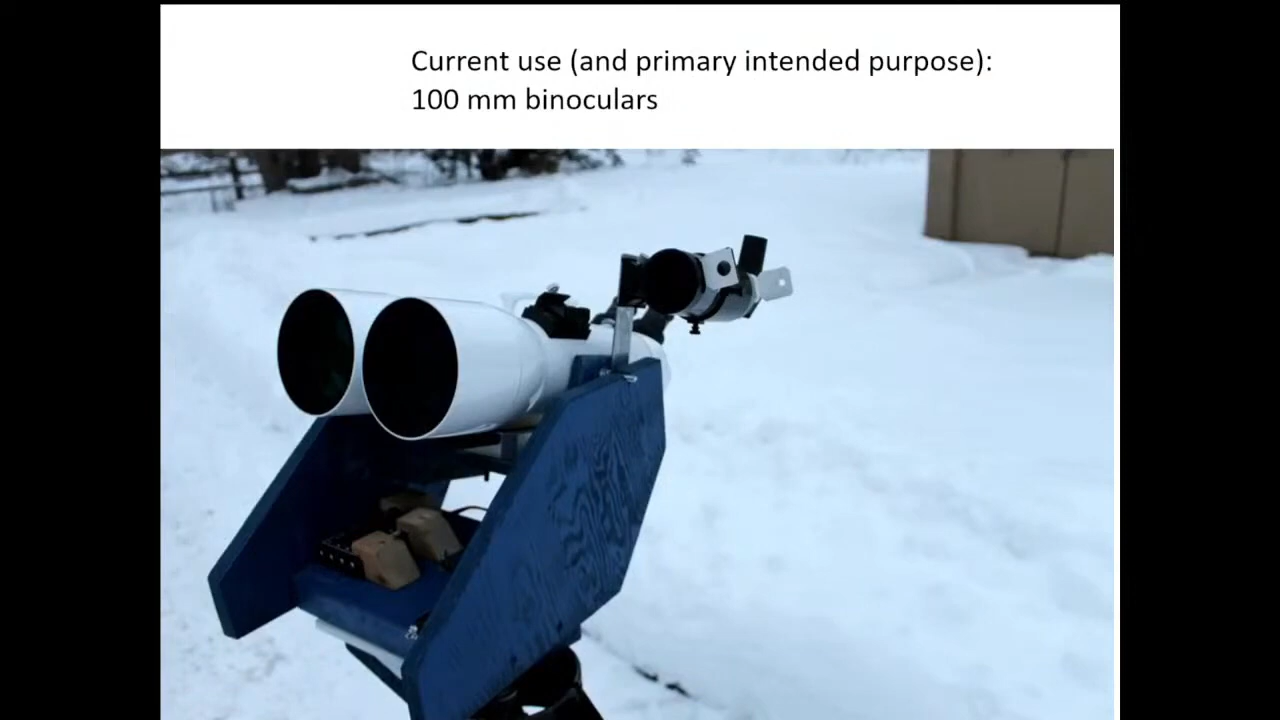 Current use (and primary intended purpose):
100 mm binoculars